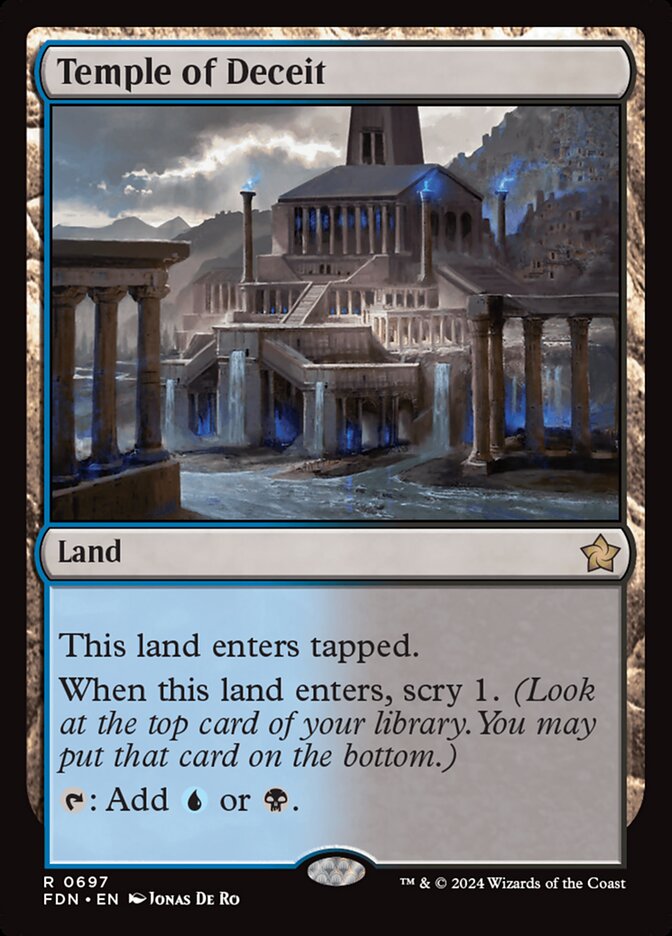 Temple of Deceit
Land
This land enters tapped.
When this land enters, scry 1. (Look
at the top card of your library. You may
put that card on the bottom.)
: Add or .
R 0697
FDN • EN Jonas De Ro
™ & © 2024 Wizards of the Coast